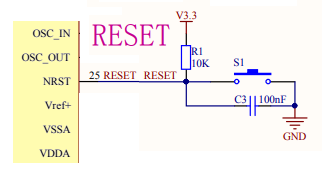 OSC_IN
RESET
V3.3
OSC_OUT
R1
10K
S1
NRST
25 RESET RESET
Vref+
C3 100nF
VSSA
GND
VDDA